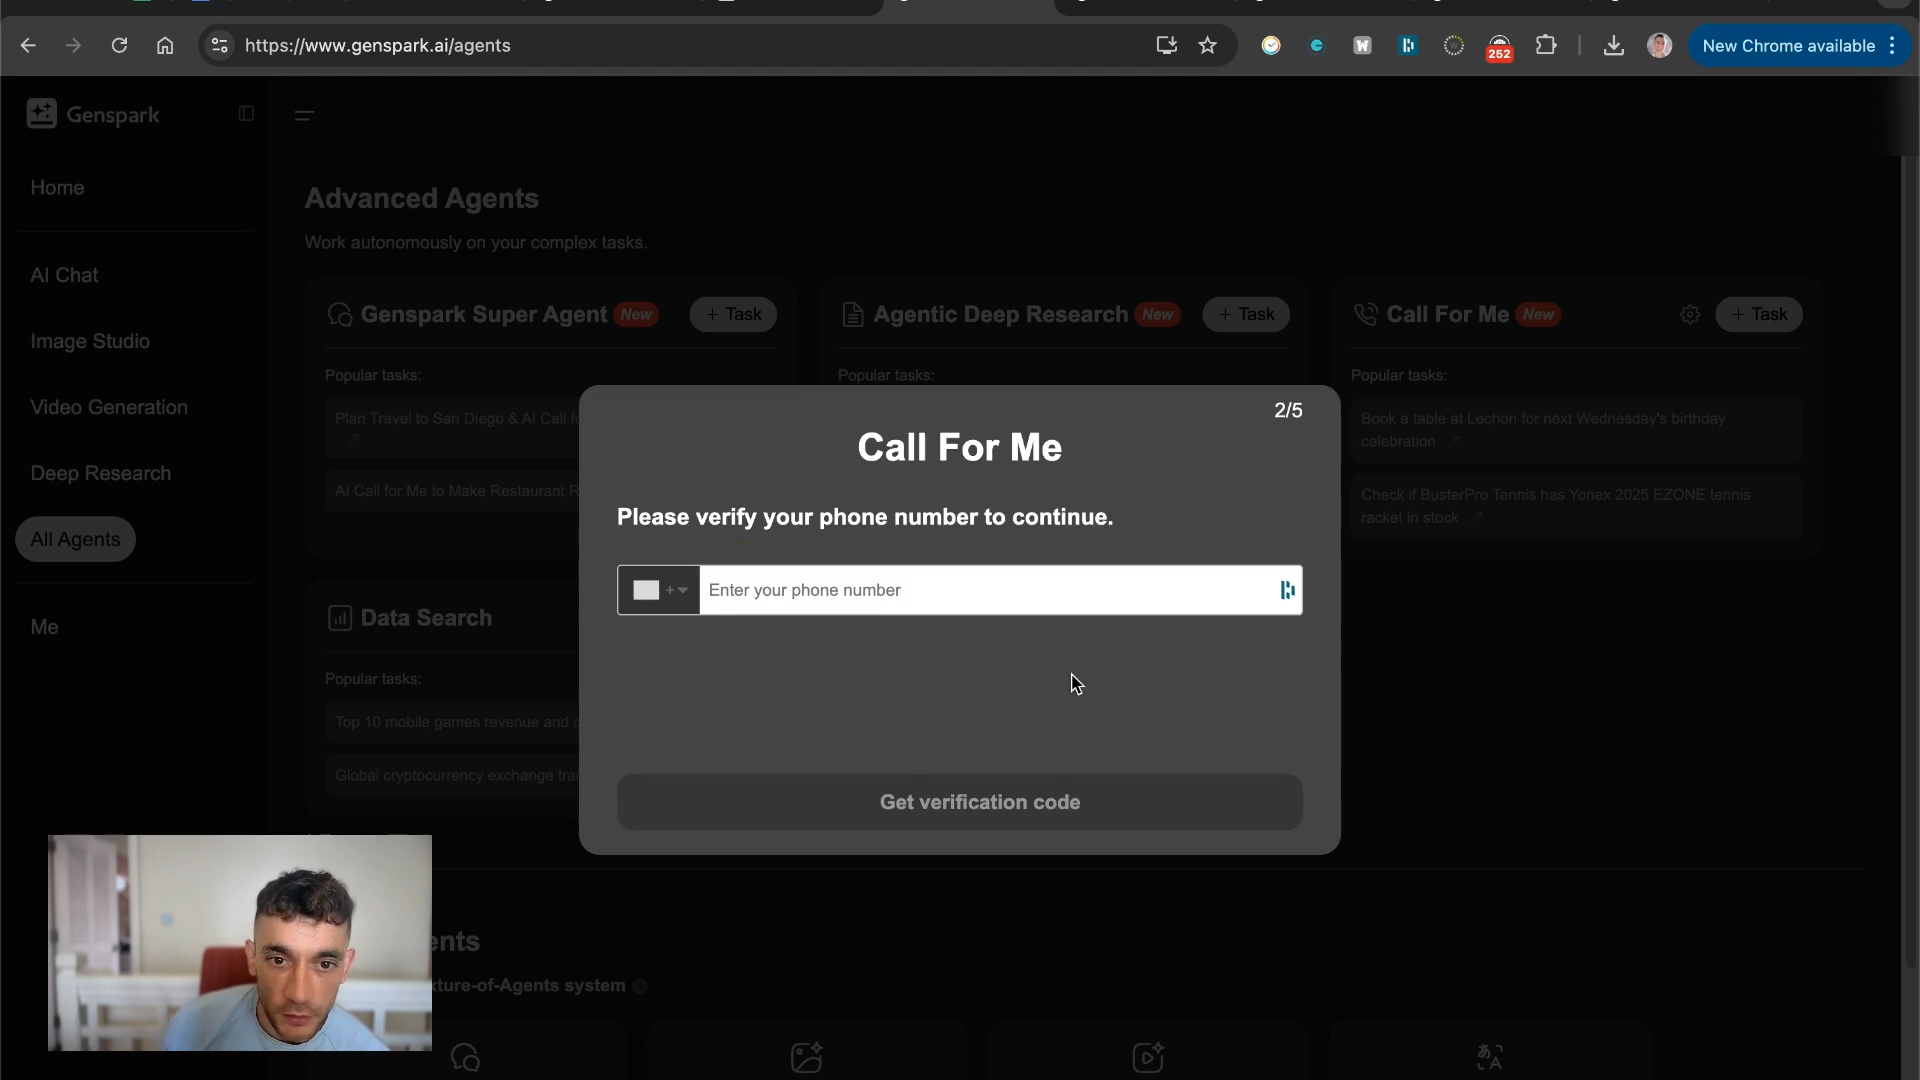 https://www.genspark.ai/agents
252
New Chrome available
Genspark
Home
AI Chat
Image Studio
Video Generation
Deep Research
All Agents
Me
Advanced Agents
Work autonomously on your complex tasks.
Genspark Super Agent New
+ Task
Popular tasks:
Plan Travel to San Diego & AI Call
AI Call for Me to Make Restaurant
Agentic Deep Research New
+ Task
Popular tasks:
Call For Me New
+ Task
Popular tasks:
Book a table at Lechon for next Wednesday's birthday
celebration
Check if BusterPro Tennis has Yonex 2025 EZONE tennis
racket in stock
Data Search
Popular tasks:
Top 10 mobile games revenue and
Global cryptocurrency exchange
2/5
Call For Me
Please verify your phone number to continue.
+
Enter your phone number
Get verification code
ents
xture-of-Agents system